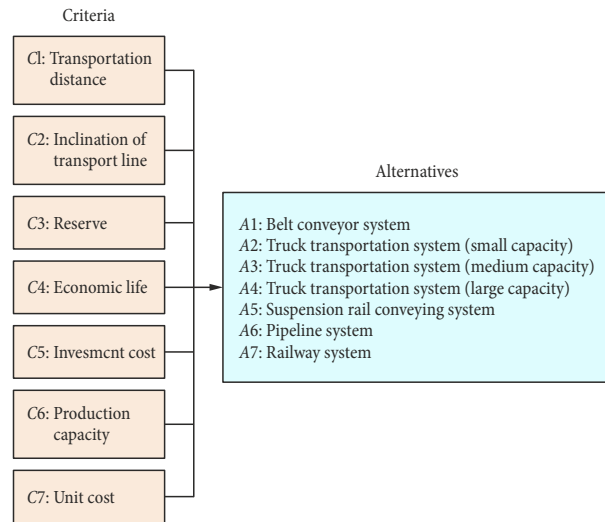 Criteria
Cl: Transportation
distance
C2: Inclination of
transport line
C3: Reserve
C4: Economic life
C5: Invesmcnt cost
C6: Production
capacity
C7: Unit cost
Alternatives
A1: Belt conveyor system
A2: Truck transportation system (small capacity)
A3: Truck transportation system (medium capacity)
A4: Truck transportation system (large capacity)
A5: Suspension rail conveying system
A6: Pipeline system
A7: Railway system